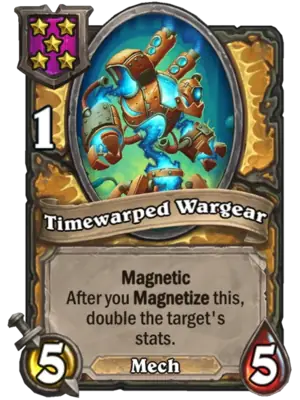 1
Timewarped Wargear
Magnetic
After you Magnetize this,
double the target's
stats.
5
Mech
5